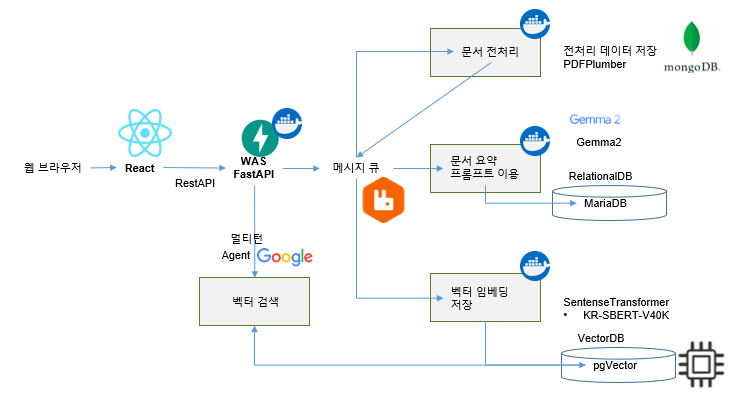 문서 전처리
전처리 데이터 저장
PDFPlumber
mongoDB.
Gemma 2
Gemma2
웹 브라우저
React
RestAPI
WAS
FastAPI
메시지 큐
문서 요약
프롬프트 이용
RelationalDB
MariaDB
멀티턴
Agent
Google
벡터 검색
벡터 임베딩
저장
SentenseTransformer
• KR-SBERT-V40K
VectorDB
pgVector